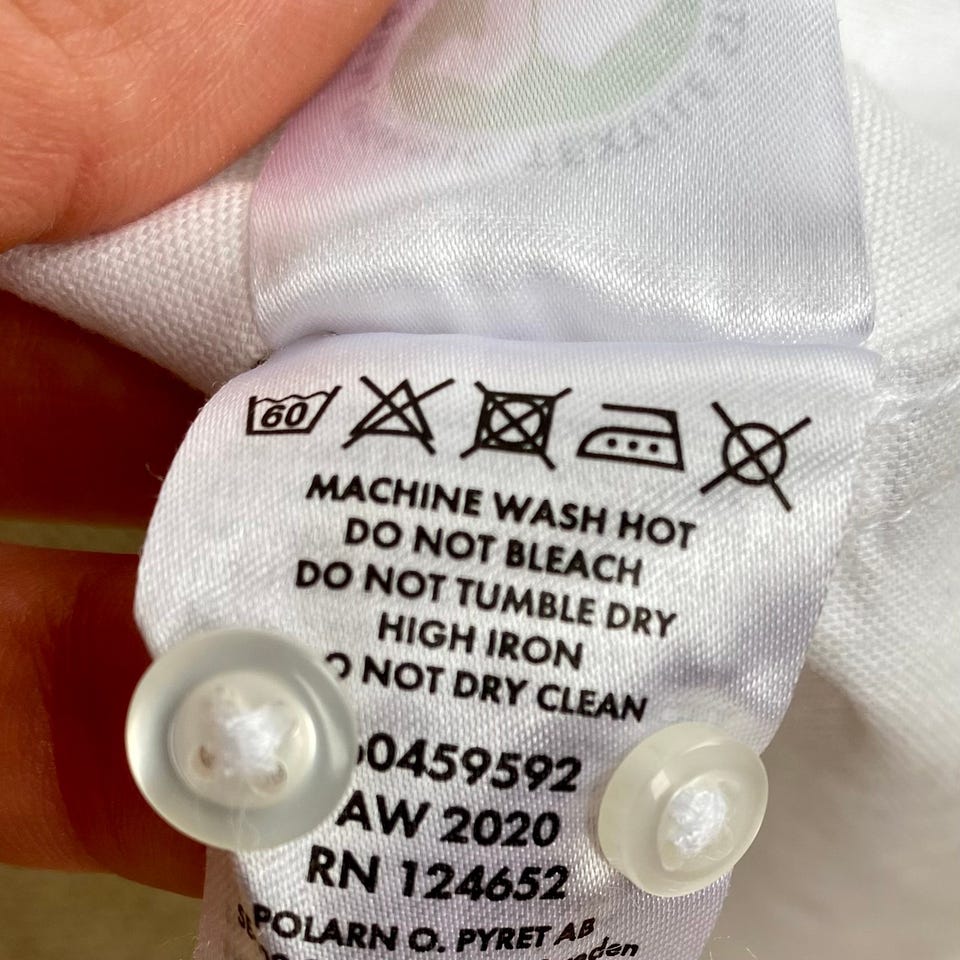 60
MACHINE WASH HOT
DO NOT BLEACH
DO NOT TUMBLE DRY
HIGH IRON
NOT DRY CLEAN
0459592
AW 2020
RN 124652
POLARN O. PYRET AB